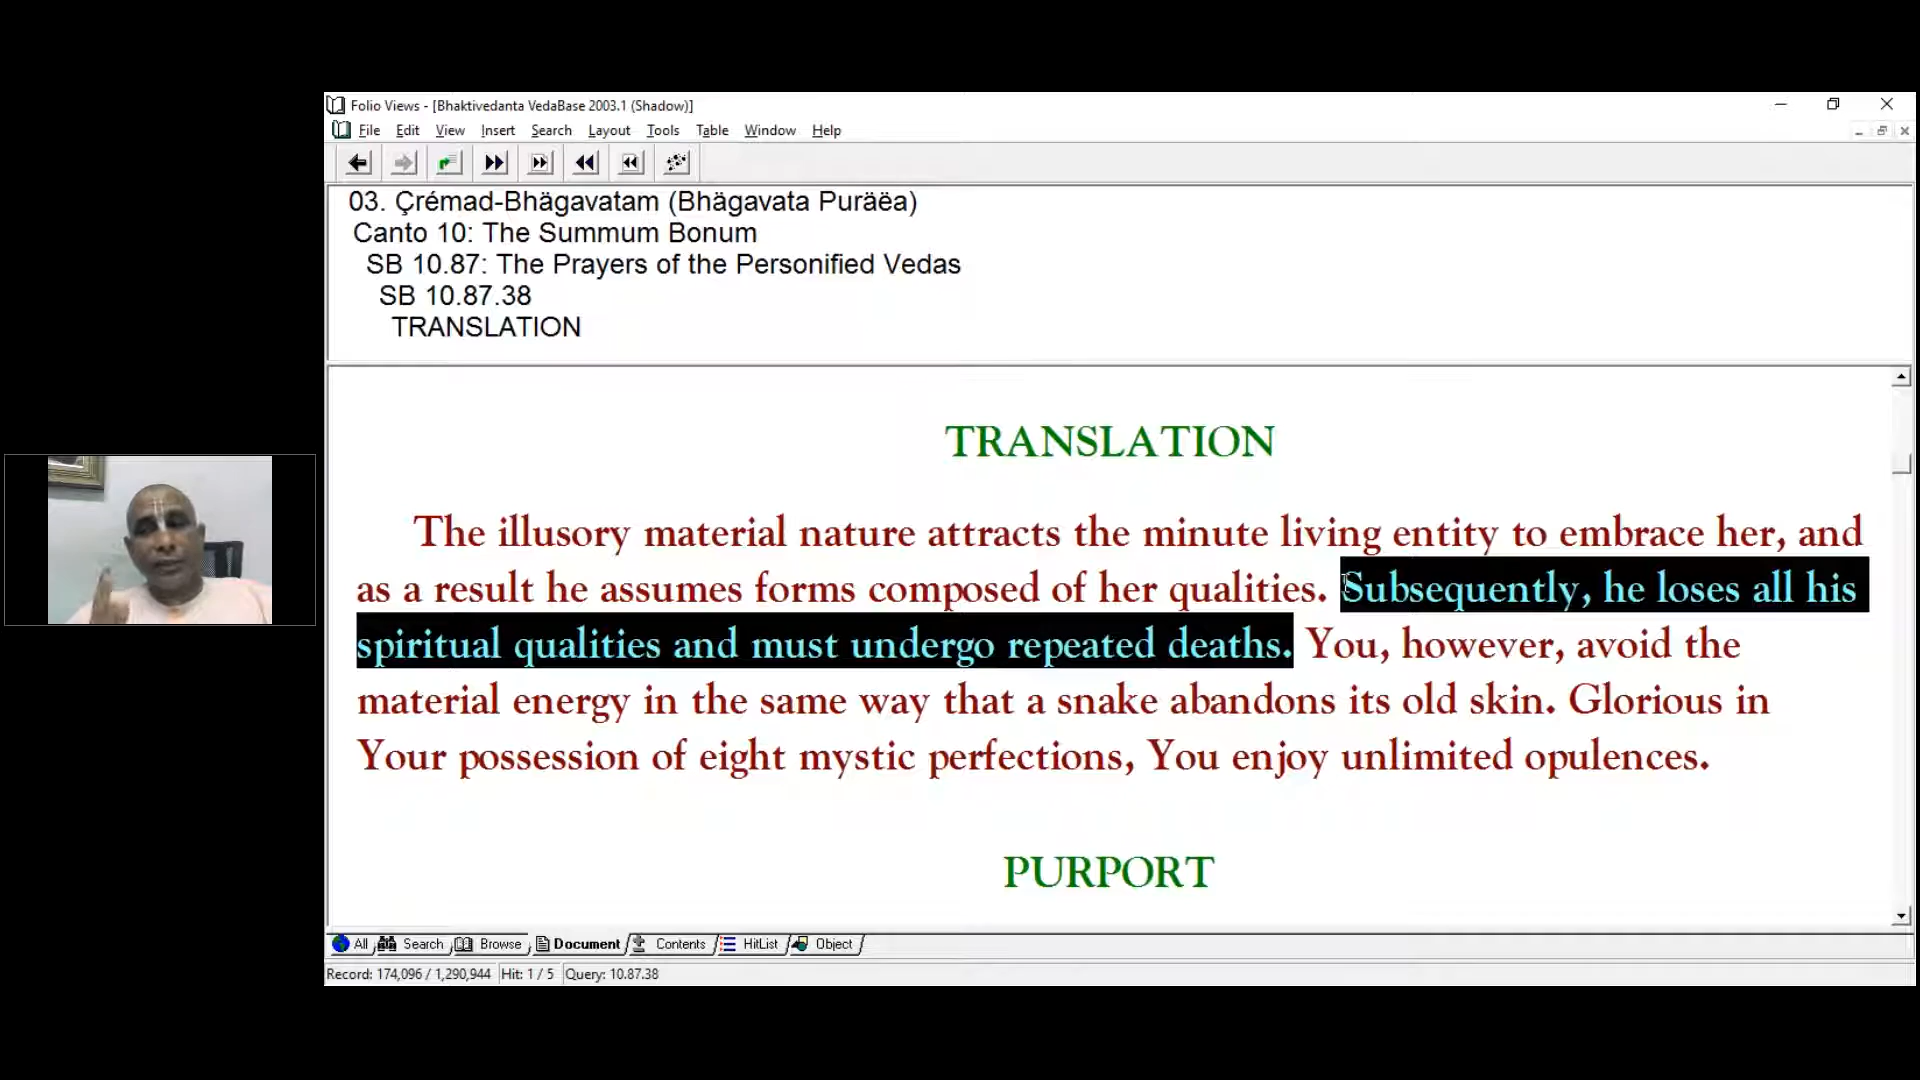 Folio Views - [Bhaktivedanta VedaBase 2003.1 (Shadow)]
File Edit View Insert Search Layout Tools Table Window Help
03. Çrémad-Bhägavatam (Bhägavata Puräëa)
Canto 10: The Summum Bonum
SB 10.87: The Prayers of the Personified Vedas
SB 10.87.38
TRANSLATION
TRANSLATION
The illusory material nature attracts the minute living entity to embrace her, and
as a result he assumes forms composed of her qualities. Subsequently, he loses all his
spiritual qualities and must undergo repeated deaths. You, however, avoid the
material energy in the same way that a snake abandons its old skin. Glorious in
Your possession of eight mystic perfections, You enjoy unlimited opulences.
PURPORT
All Search Browse Document Contents HitList Object
Record: 174,096 / 1,290,944 Hit: 1 / 5 Query: 10.87.38